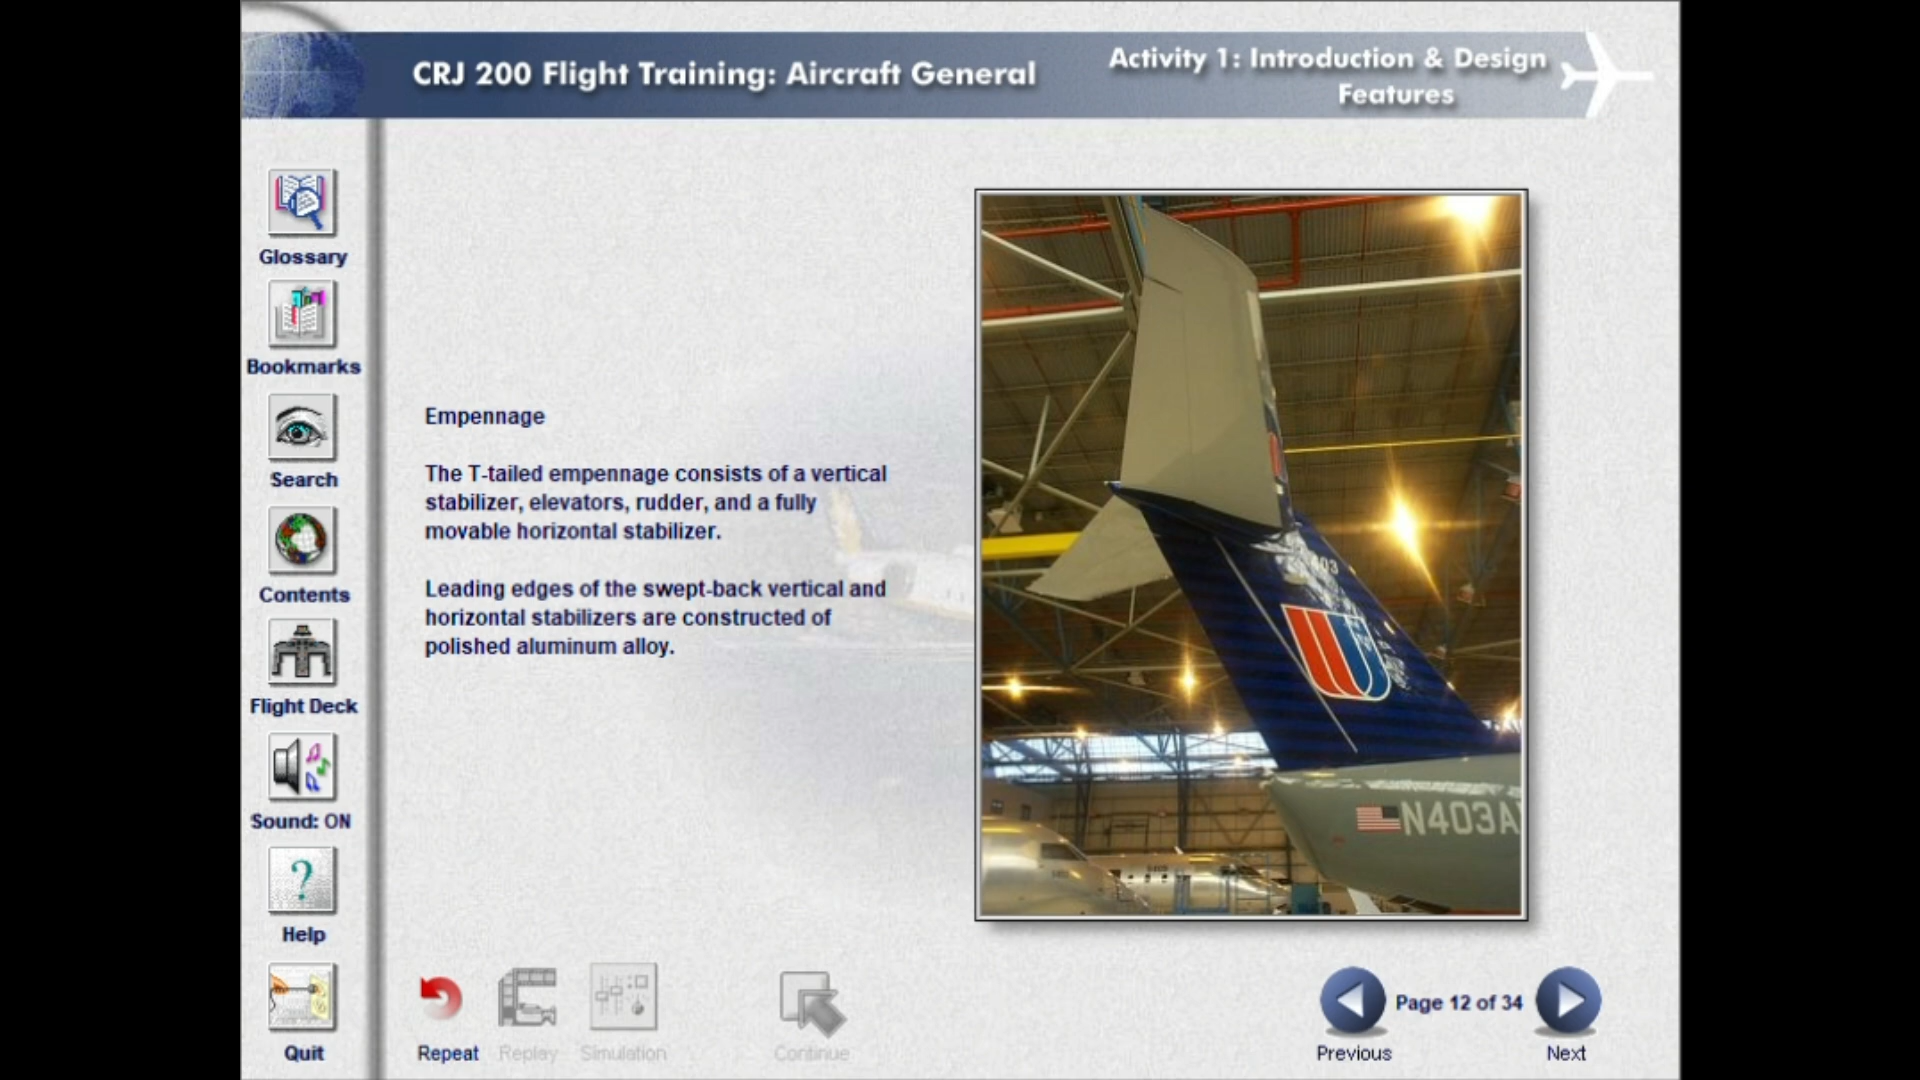 CRJ 200 Flight Training: Aircraft General
Activity 1: Introduction & Design
Features
Glossary
Bookmarks
Search
Contents
Flight Deck
Sound: ON
Help
Quit
Empennage
The T-tailed empennage consists of a vertical
stabilizer, elevators, rudder, and a fully
movable horizontal stabilizer.
Leading edges of the swept-back vertical and
horizontal stabilizers are constructed of
polished aluminum alloy.
403
N403A
Repeat
Replay
Simulation
Continue
Previous
Page 12 of 34
Next